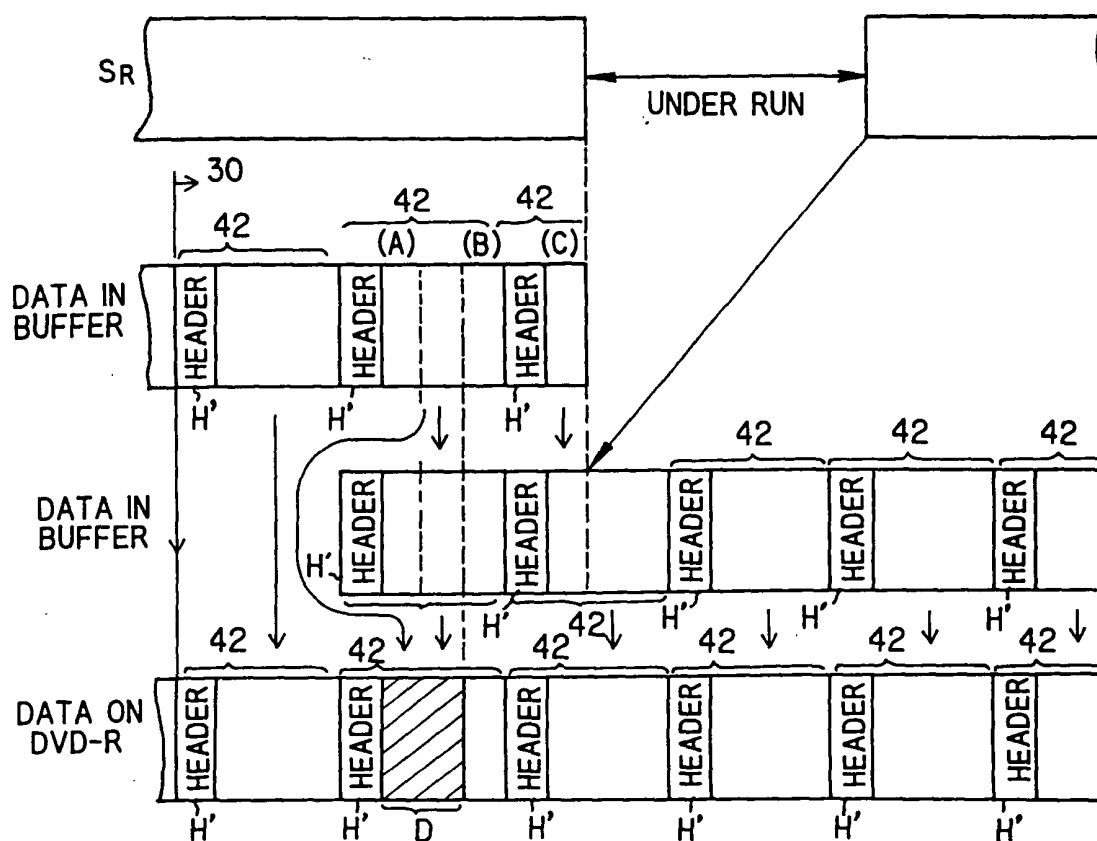 SR
UNDER RUN
30
42 42 42
(A) (B) (C)
DATA IN BUFFER
HEADER HEADER HEADER
H' H' H'
42 42 42
DATA IN BUFFER
HEADER HEADER HEADER HEADER HEADER
H' H' H' H' H'
42
42 42 42 42 42 42
DATA ON DVD-R
HEADER HEADER HEADER HEADER HEADER HEADER
H' H' D H' H' H' H'